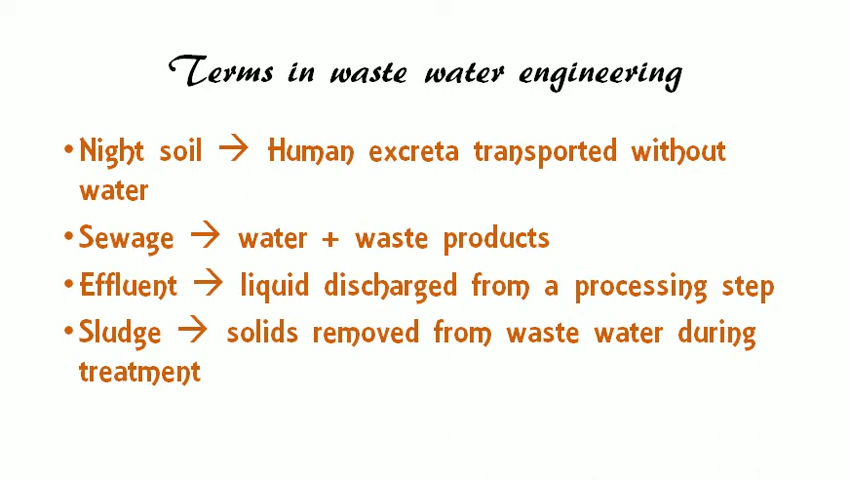 Terms in waste water engineering
•Night soil → Human excreta transported without
water
•Sewage → water + waste products
•Effluent → liquid discharged from a processing step
•Sludge → solids removed from waste water during
treatment